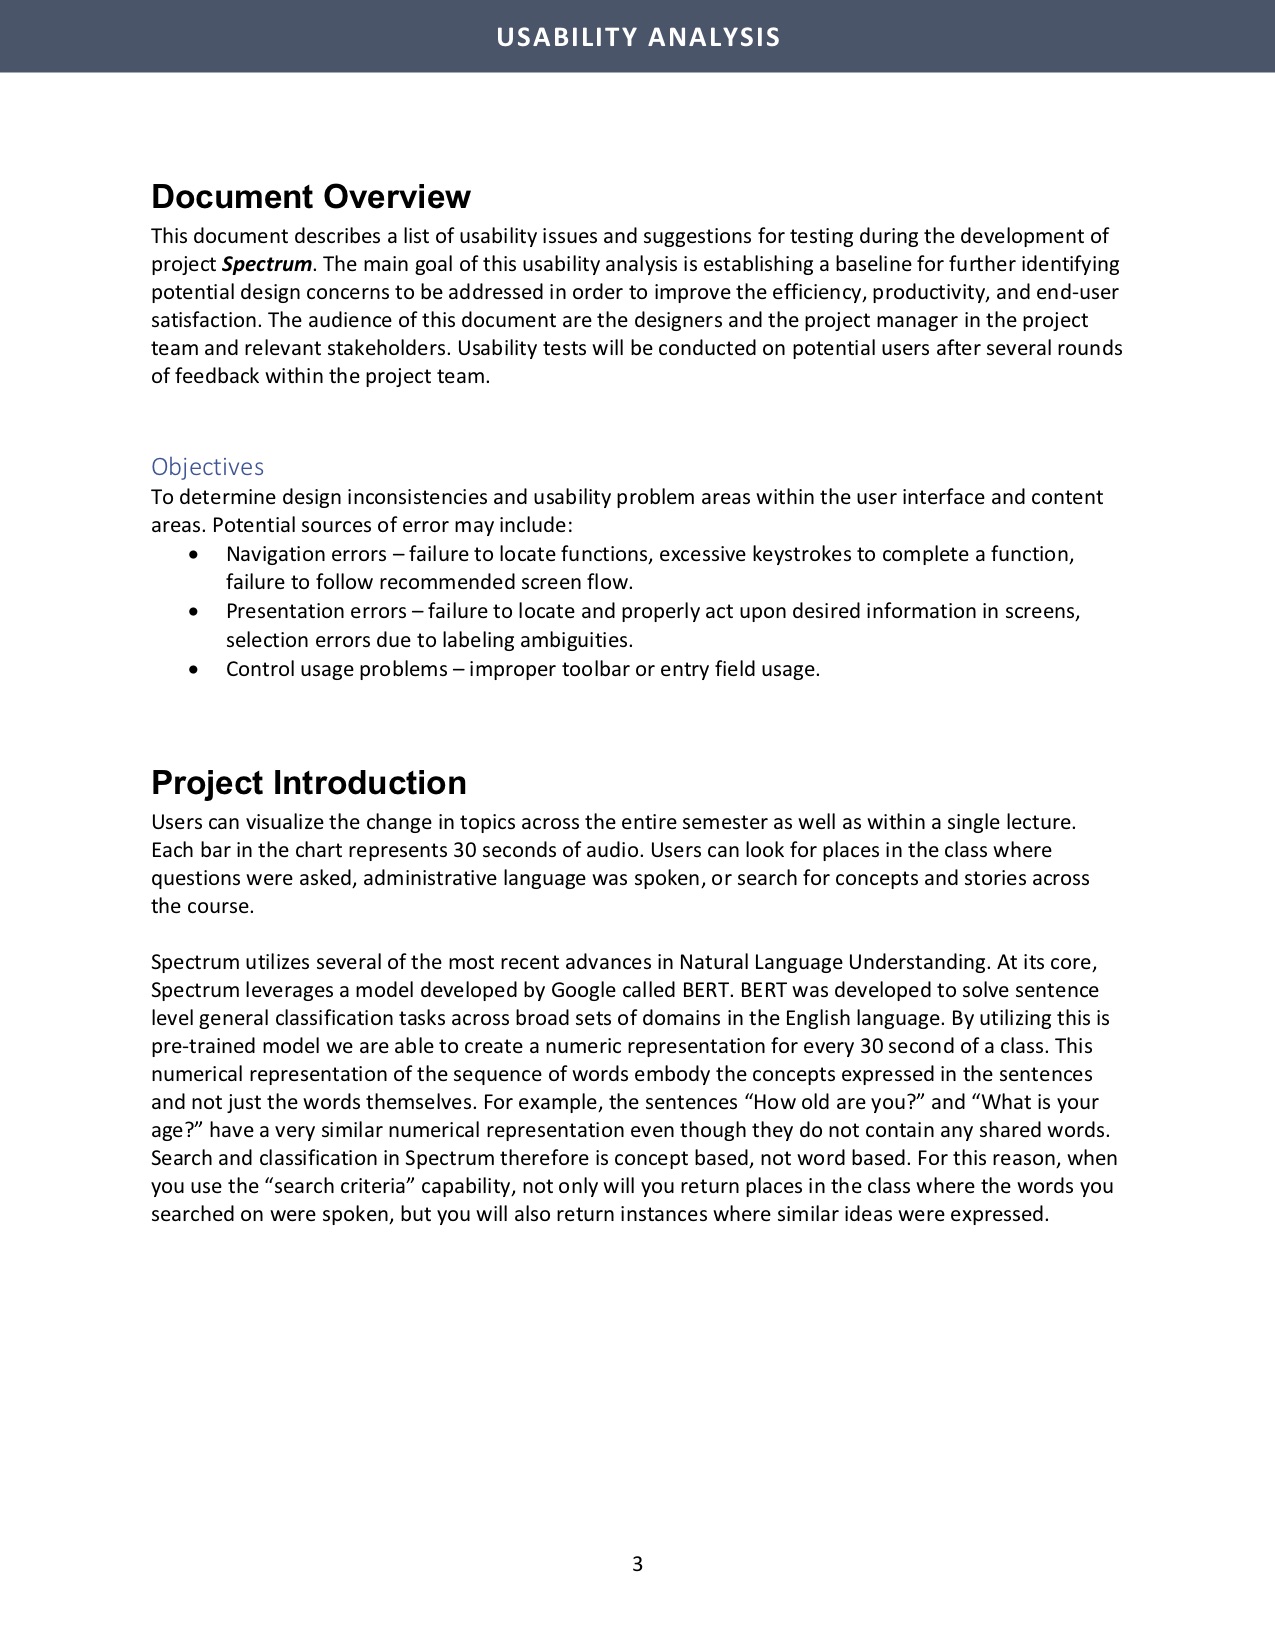 USABILITY ANALYSIS
Document Overview
This document describes a list of usability issues and suggestions for testing during the development of
project Spectrum. The main goal of this usability analysis is establishing a baseline for further identifying
potential design concerns to be addressed in order to improve the efficiency, productivity, and end-user
satisfaction. The audience of this document are the designers and the project manager in the project
team and relevant stakeholders. Usability tests will be conducted on potential users after several rounds
of feedback within the project team.
Objectives
To determine design inconsistencies and usability problem areas within the user interface and content
areas. Potential sources of error may include:
• Navigation errors – failure to locate functions, excessive keystrokes to complete a function,
failure to follow recommended screen flow.
• Presentation errors – failure to locate and properly act upon desired information in screens,
selection errors due to labeling ambiguities.
• Control usage problems – improper toolbar or entry field usage.
Project Introduction
Users can visualize the change in topics across the entire semester as well as within a single lecture.
Each bar in the chart represents 30 seconds of audio. Users can look for places in the class where
questions were asked, administrative language was spoken, or search for concepts and stories across
the course.
Spectrum utilizes several of the most recent advances in Natural Language Understanding. At its core,
Spectrum leverages a model developed by Google called BERT. BERT was developed to solve sentence
level general classification tasks across broad sets of domains in the English language. By utilizing this is
pre-trained model we are able to create a numeric representation for every 30 second of a class. This
numerical representation of the sequence of words embody the concepts expressed in the sentences
and not just the words themselves. For example, the sentences “How old are you?” and “What is your
age?” have a very similar numerical representation even though they do not contain any shared words.
Search and classification in Spectrum therefore is concept based, not word based. For this reason, when
you use the “search criteria” capability, not only will you return places in the class where the words you
searched on were spoken, but you will also return instances where similar ideas were expressed.
3